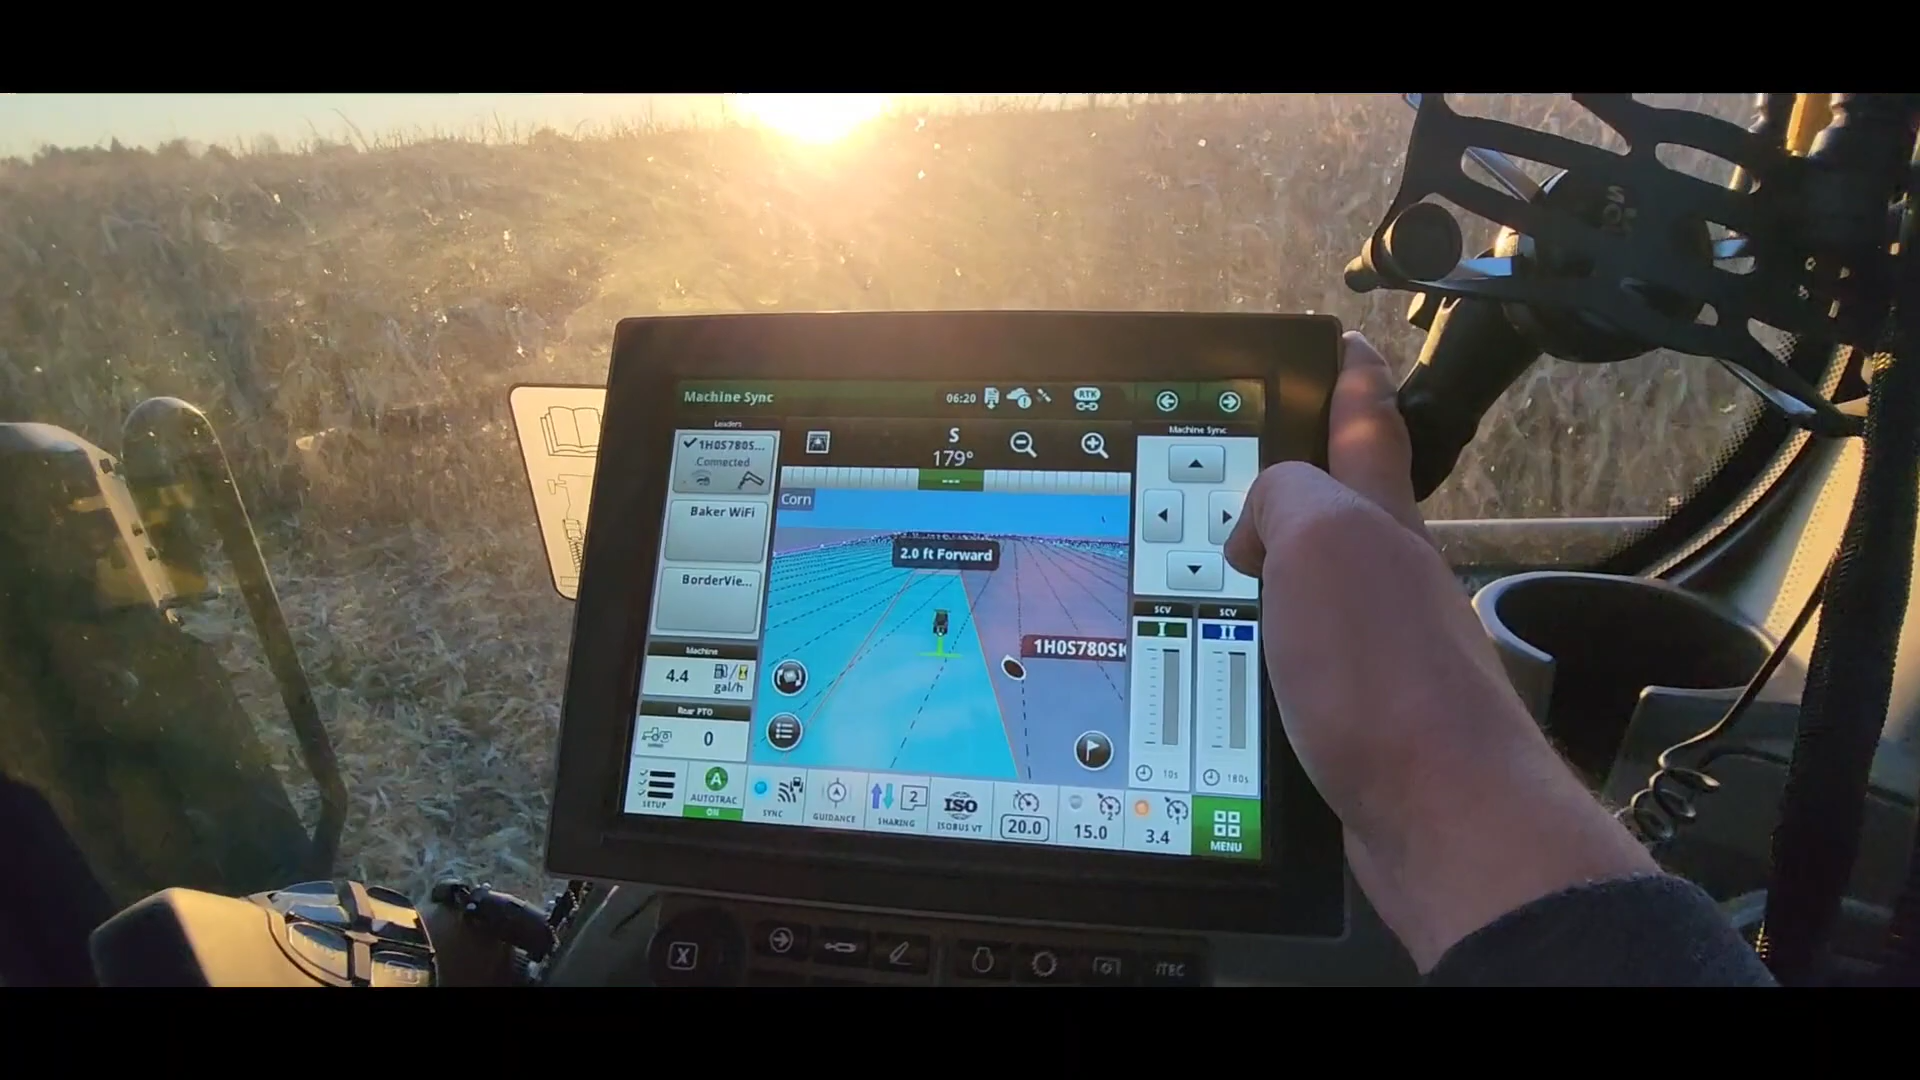 Machine Sync
06:20
RTK
Leaders
1H0S780S...
Connected
Baker WiFi
BorderVie...
Machine
4.4
gal/h
Rear PTO
0
S
179°
---
Corn
2.0 ft Forward
1H0S780SK
Machine Sync
SCV
I
10s
SCV
II
180s
SETUP
A
AUTOTRAC
ON
SYNC
GUIDANCE
2
SHARING
ISO
ISOBUS VT
20.0
2
15.0
1
3.4
MENU
X
ITEC